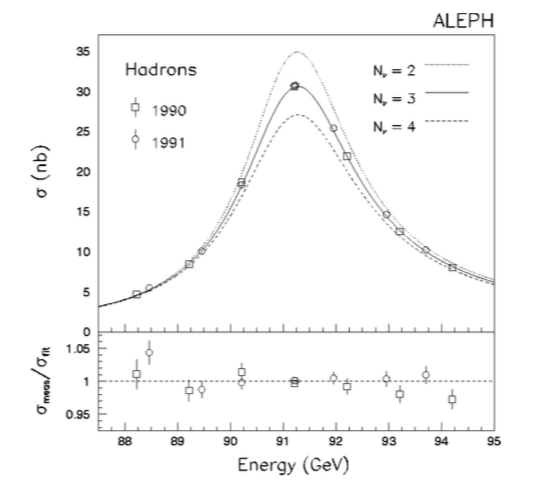 ALEPH
35
30
25
20
15
10
5
0
σ (nb)
Hadrons
1990
1991
N𝜈 = 2
N𝜈 = 3
N𝜈 = 4
1.05
1
0.95
σmeas/σfit
88 89 90 91 92 93 94 95
Energy (GeV)